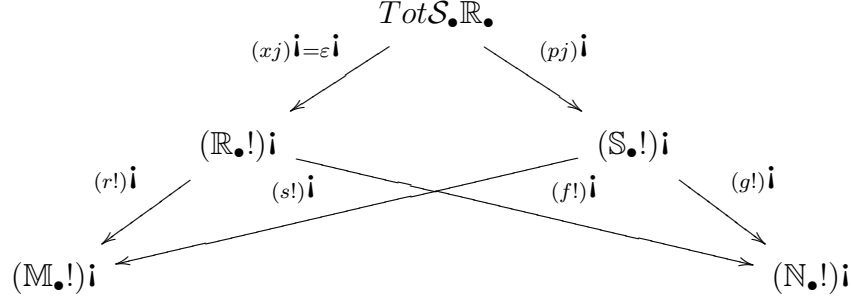 Tot𝒮•ℝ•
(xj)¡=ε¡ (pj)¡
(ℝ•!)¡ (𝕊•!)¡
(r!)¡ (s!)¡ (f!)¡ (g!)¡
(𝕄•!)¡ (ℕ•!)¡